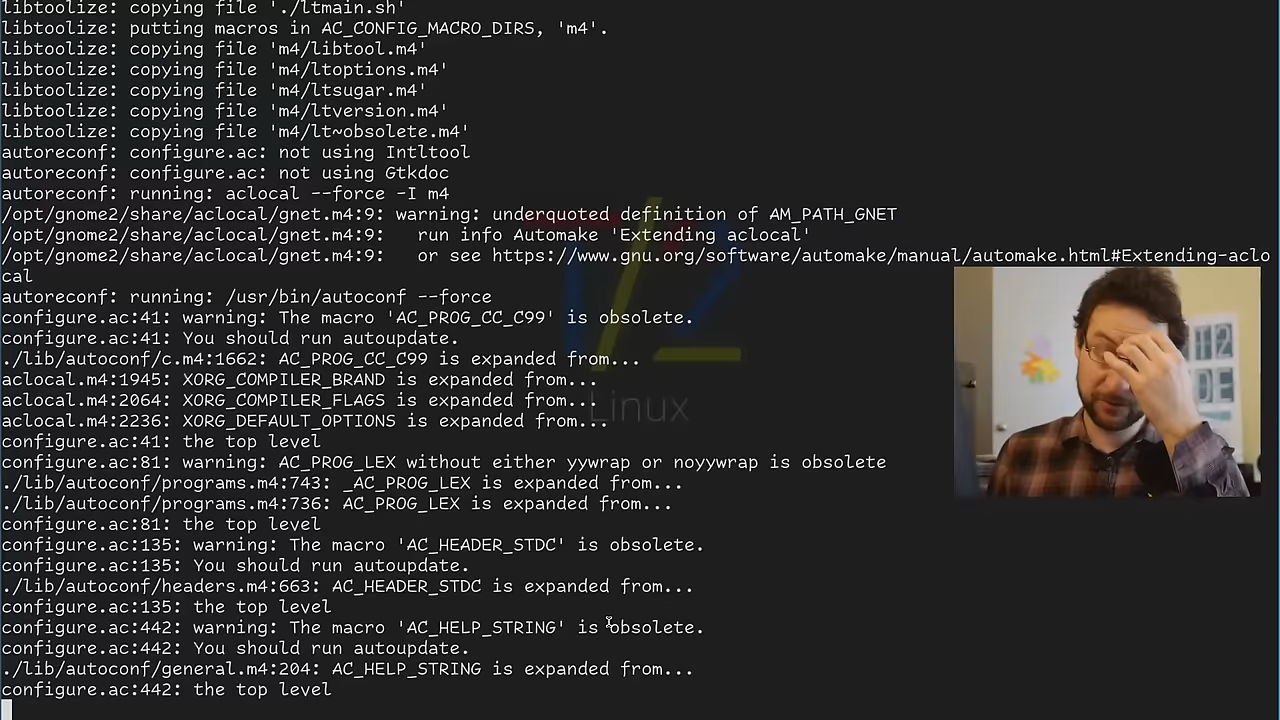 libtoolize: copying file './ltmain.sh'
libtoolize: putting macros in AC_CONFIG_MACRO_DIRS, 'm4'.
libtoolize: copying file 'm4/libtool.m4'
libtoolize: copying file 'm4/ltoptions.m4'
libtoolize: copying file 'm4/ltsugar.m4'
libtoolize: copying file 'm4/ltversion.m4'
libtoolize: copying file 'm4/lt~obsolete.m4'
autoreconf: configure.ac: not using Intltool
autoreconf: configure.ac: not using Gtkdoc
autoreconf: running: aclocal --force -I m4
/opt/gnome2/share/aclocal/gnet.m4:9: warning: underquoted definition of AM_PATH_GNET
/opt/gnome2/share/aclocal/gnet.m4:9:   run info Automake 'Extending aclocal'
/opt/gnome2/share/aclocal/gnet.m4:9:   or see https://www.gnu.org/software/automake/manual/automake.html#Extending-aclo
cal
autoreconf: running: /usr/bin/autoconf --force
configure.ac:41: warning: The macro 'AC_PROG_CC_C99' is obsolete.
configure.ac:41: You should run autoupdate.
./lib/autoconf/c.m4:1662: AC_PROG_CC_C99 is expanded from...
aclocal.m4:1945: XORG_COMPILER_BRAND is expanded from...
aclocal.m4:2064: XORG_COMPILER_FLAGS is expanded from...
aclocal.m4:2236: XORG_DEFAULT_OPTIONS is expanded from...
configure.ac:41: the top level
configure.ac:81: warning: AC_PROG_LEX without either yywrap or noyywrap is obsolete
./lib/autoconf/programs.m4:743: _AC_PROG_LEX is expanded from...
./lib/autoconf/programs.m4:736: AC_PROG_LEX is expanded from...
configure.ac:81: the top level
configure.ac:135: warning: The macro 'AC_HEADER_STDC' is obsolete.
configure.ac:135: You should run autoupdate.
./lib/autoconf/headers.m4:663: AC_HEADER_STDC is expanded from...
configure.ac:135: the top level
configure.ac:442: warning: The macro 'AC_HELP_STRING' is obsolete.
configure.ac:442: You should run autoupdate.
./lib/autoconf/general.m4:204: AC_HELP_STRING is expanded from...
configure.ac:442: the top level
T/2
Linux